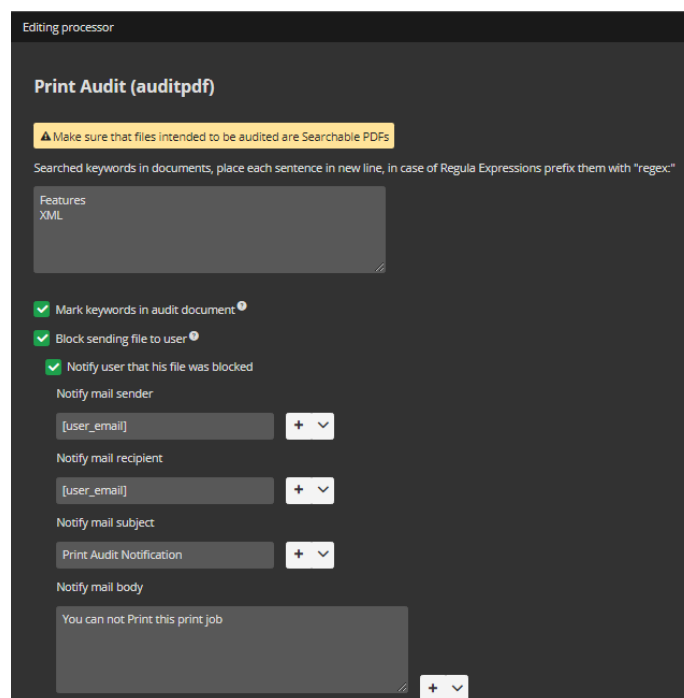 Editing processor
Print Audit (auditpdf)
Make sure that files intended to be audited are Searchable PDFs
Searched keywords in documents, place each sentence in new line, in case of Regula Expressions prefix them with "regex:"
Features
XML
Mark keywords in audit document
Block sending file to user
Notify user that his file was blocked
Notify mail sender
[user_email]
Notify mail recipient
[user_email]
Notify mail subject
Print Audit Notification
Notify mail body
You can not Print this print job